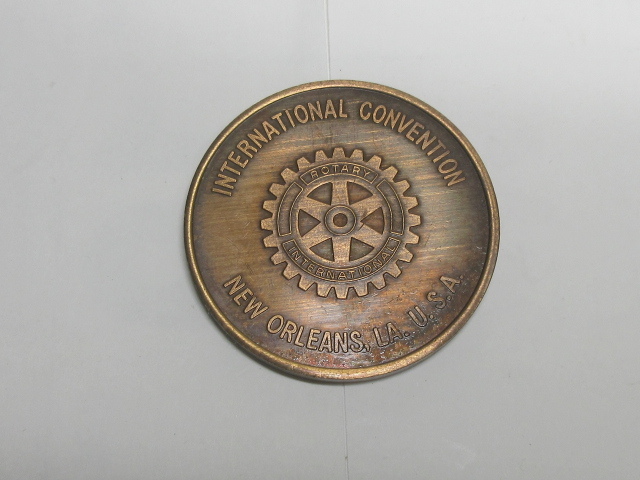 INTERNATIONAL CONVENTION
ROTARY
INTERNATIONAL
NEW ORLEANS, LA., U.S.A.